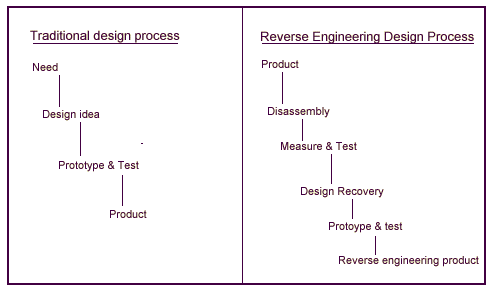 Traditional design process
Need
Design idea
Prototype & Test
Product
Reverse Engineering Design Process
Product
Disassembly
Measure & Test
Design Recovery
Protoype & test
Reverse engineering product